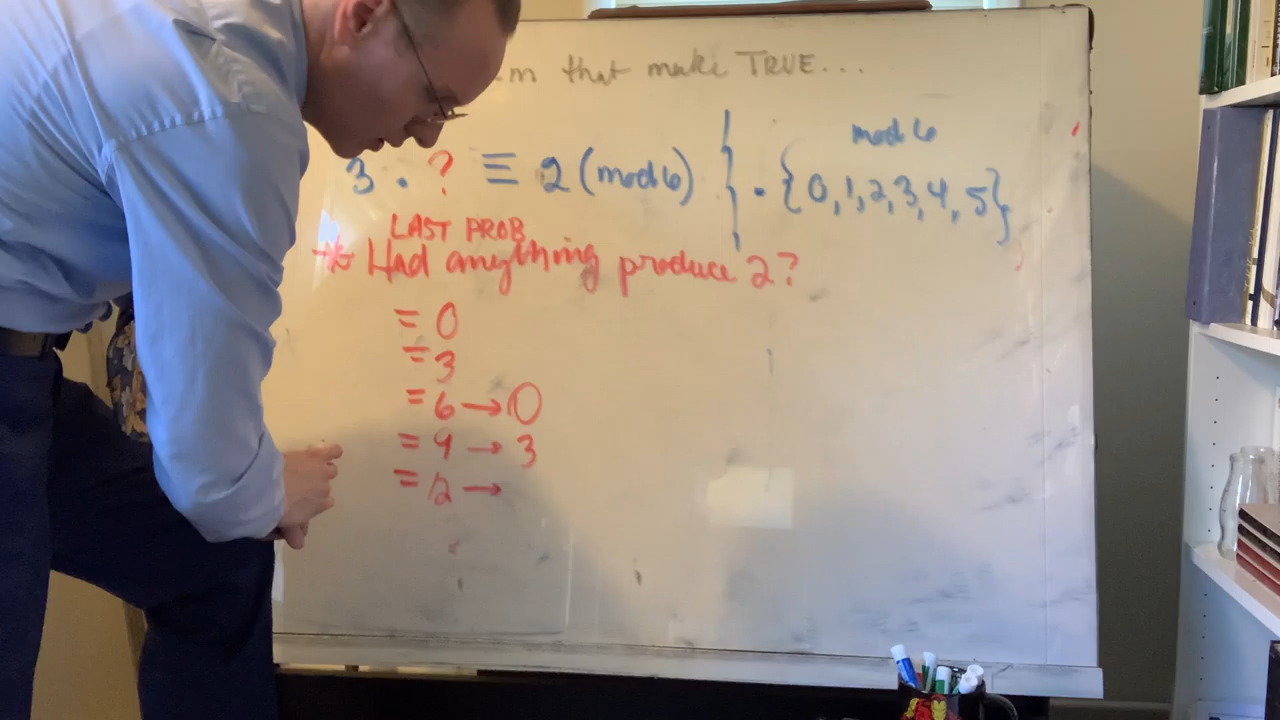 m that make TRUE...
mod 6
3 · ? ≡ 2 (mod 6) } · {0, 1, 2, 3, 4, 5}
LAST PROB
* Had anything produce 2?
= 0
= 3
= 6 → 0
= 9 → 3
= 12 →